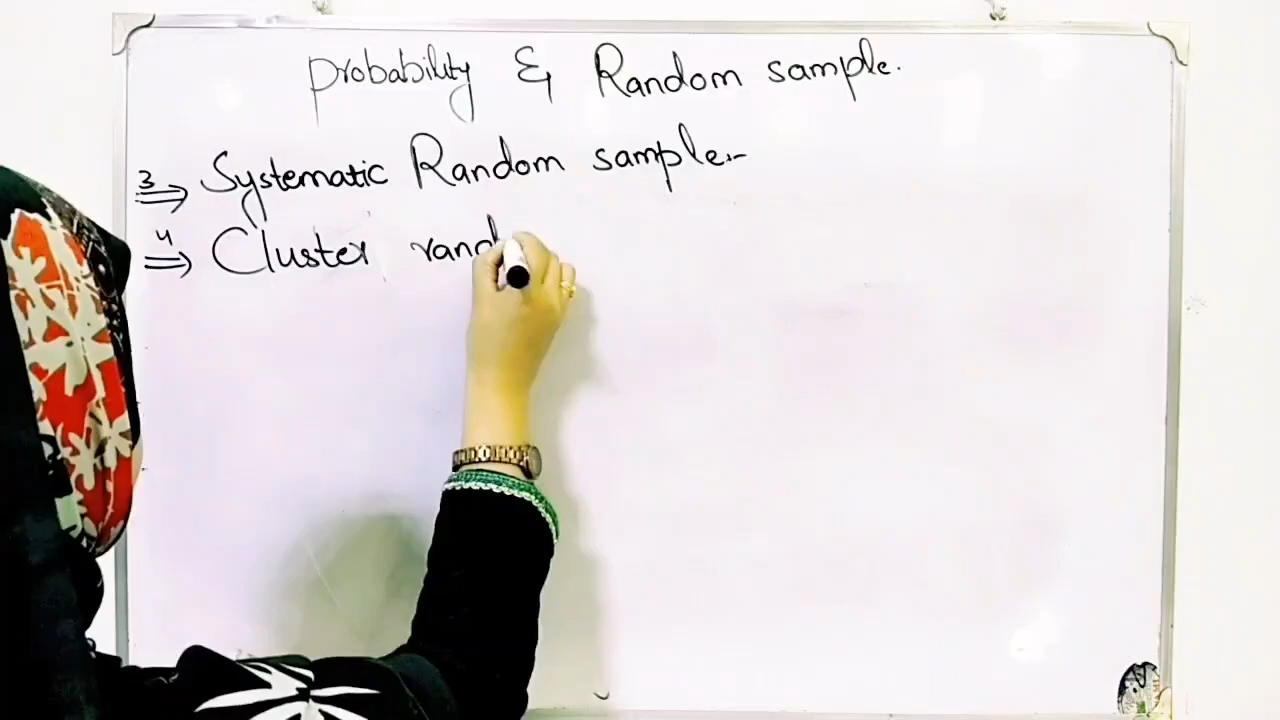 Probability & Random sample.
3 ⇒ Systematic Random sample:-
4 ⇒ Cluster rand